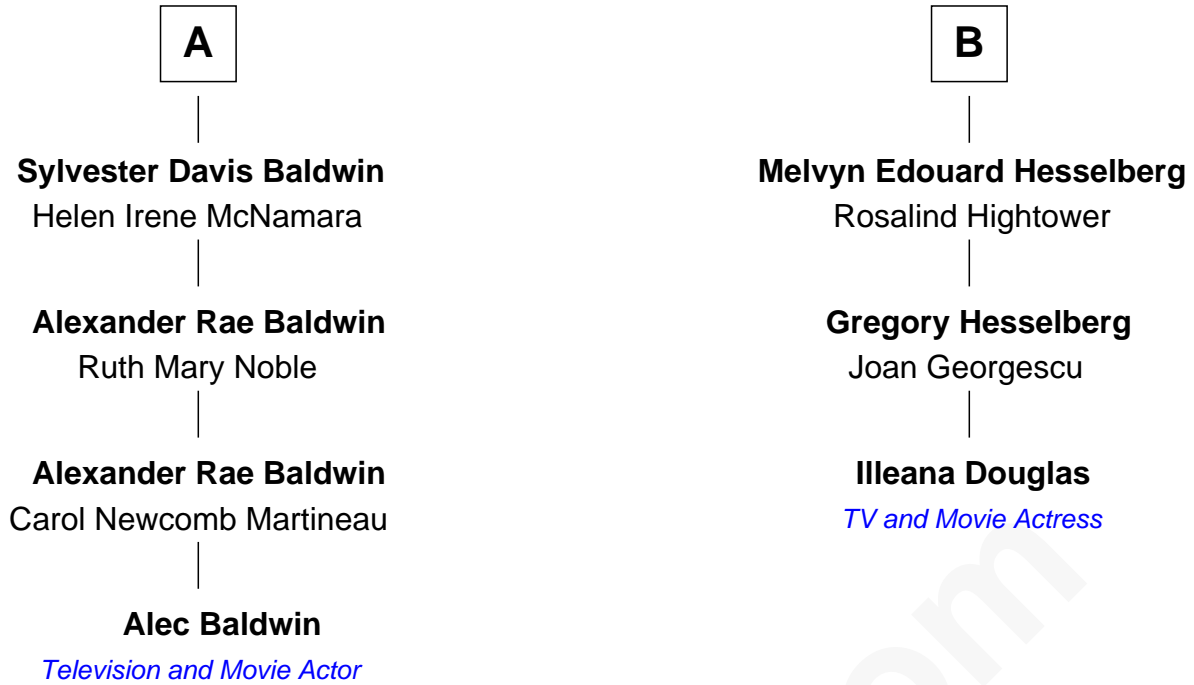 A
Sylvester Davis Baldwin
Helen Irene McNamara
Alexander Rae Baldwin
Ruth Mary Noble
Alexander Rae Baldwin
Carol Newcomb Martineau
Alec Baldwin
Television and Movie Actor
B
Melvyn Edouard Hesselberg
Rosalind Hightower
Gregory Hesselberg
Joan Georgescu
Illeana Douglas
TV and Movie Actress
om